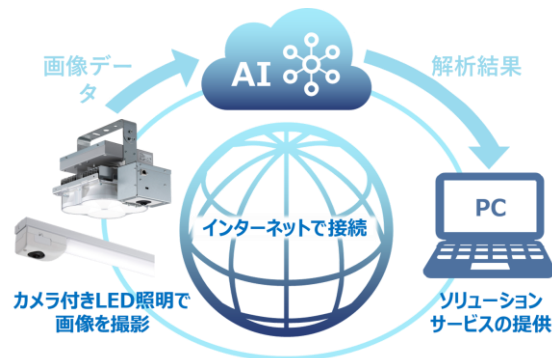 画像デー
タ
AI
解析結果
PC
インターネットで接続
カメラ付きLED照明で
画像を撮影
ソリューション
サービスの提供